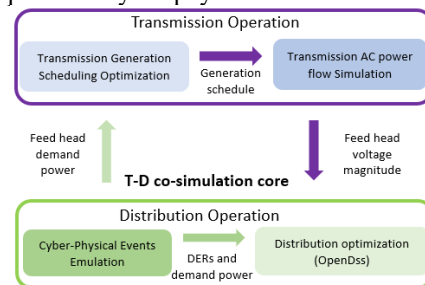 Transmission Operation
Transmission Generation
Scheduling Optimization
Generation
schedule
Transmission AC power
flow Simulation
Feed head
demand
power
Feed head
voltage
magnitude
T-D co-simulation core
Distribution Operation
Cyber-Physical Events
Emulation
DERs and
demand power
Distribution optimization
(OpenDss)